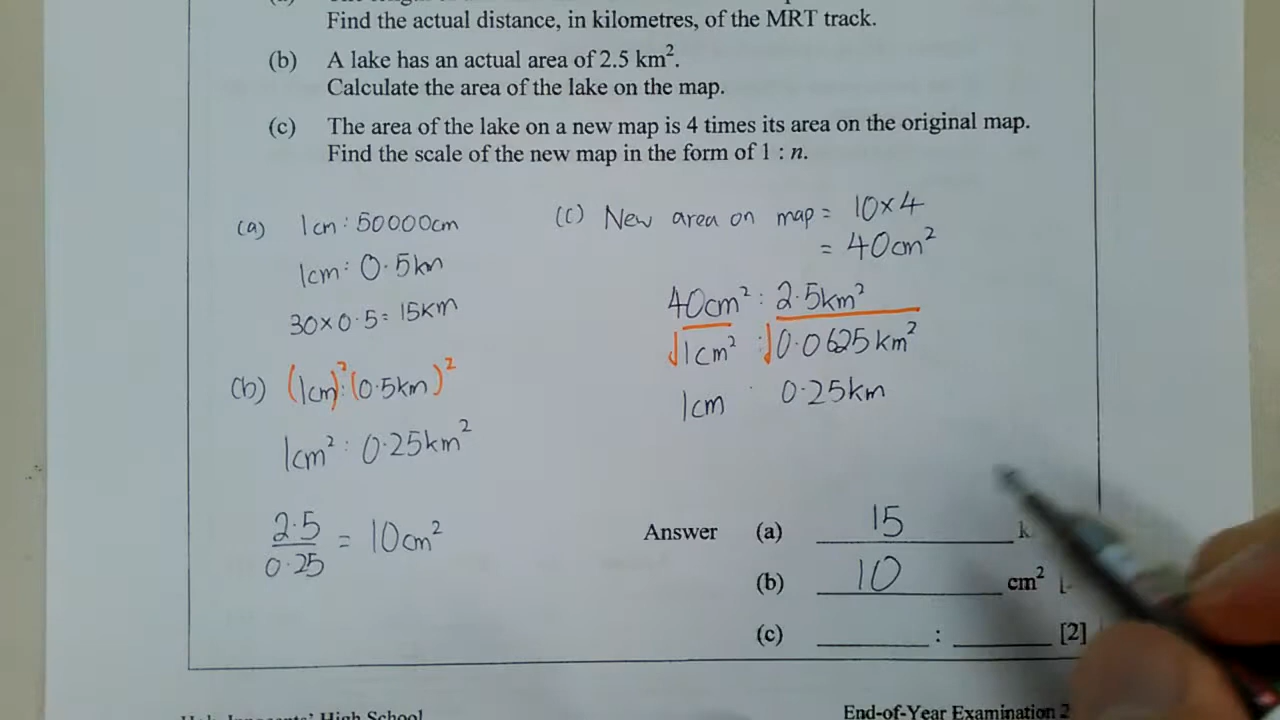 Find the actual distance, in kilometres, of the MRT track.
(b) A lake has an actual area of 2.5 km².
Calculate the area of the lake on the map.
(c) The area of the lake on a new map is 4 times its area on the original map.
Find the scale of the new map in the form of 1 : n.
(a) 1cm : 50000cm
1cm : 0.5km
30×0.5 = 15km
(b) (1cm)² : (0.5km)²
1cm² : 0.25km²
2.5/0.25 = 10cm²
(c) New area on map = 10×4
= 40cm²
40cm² : 2.5km²
√1cm² : √0.0625km²
1cm : 0.25km
Answer (a) 15 k
(b) 10 cm² [
(c) : [2]
High School
End-of-Year Examination 2